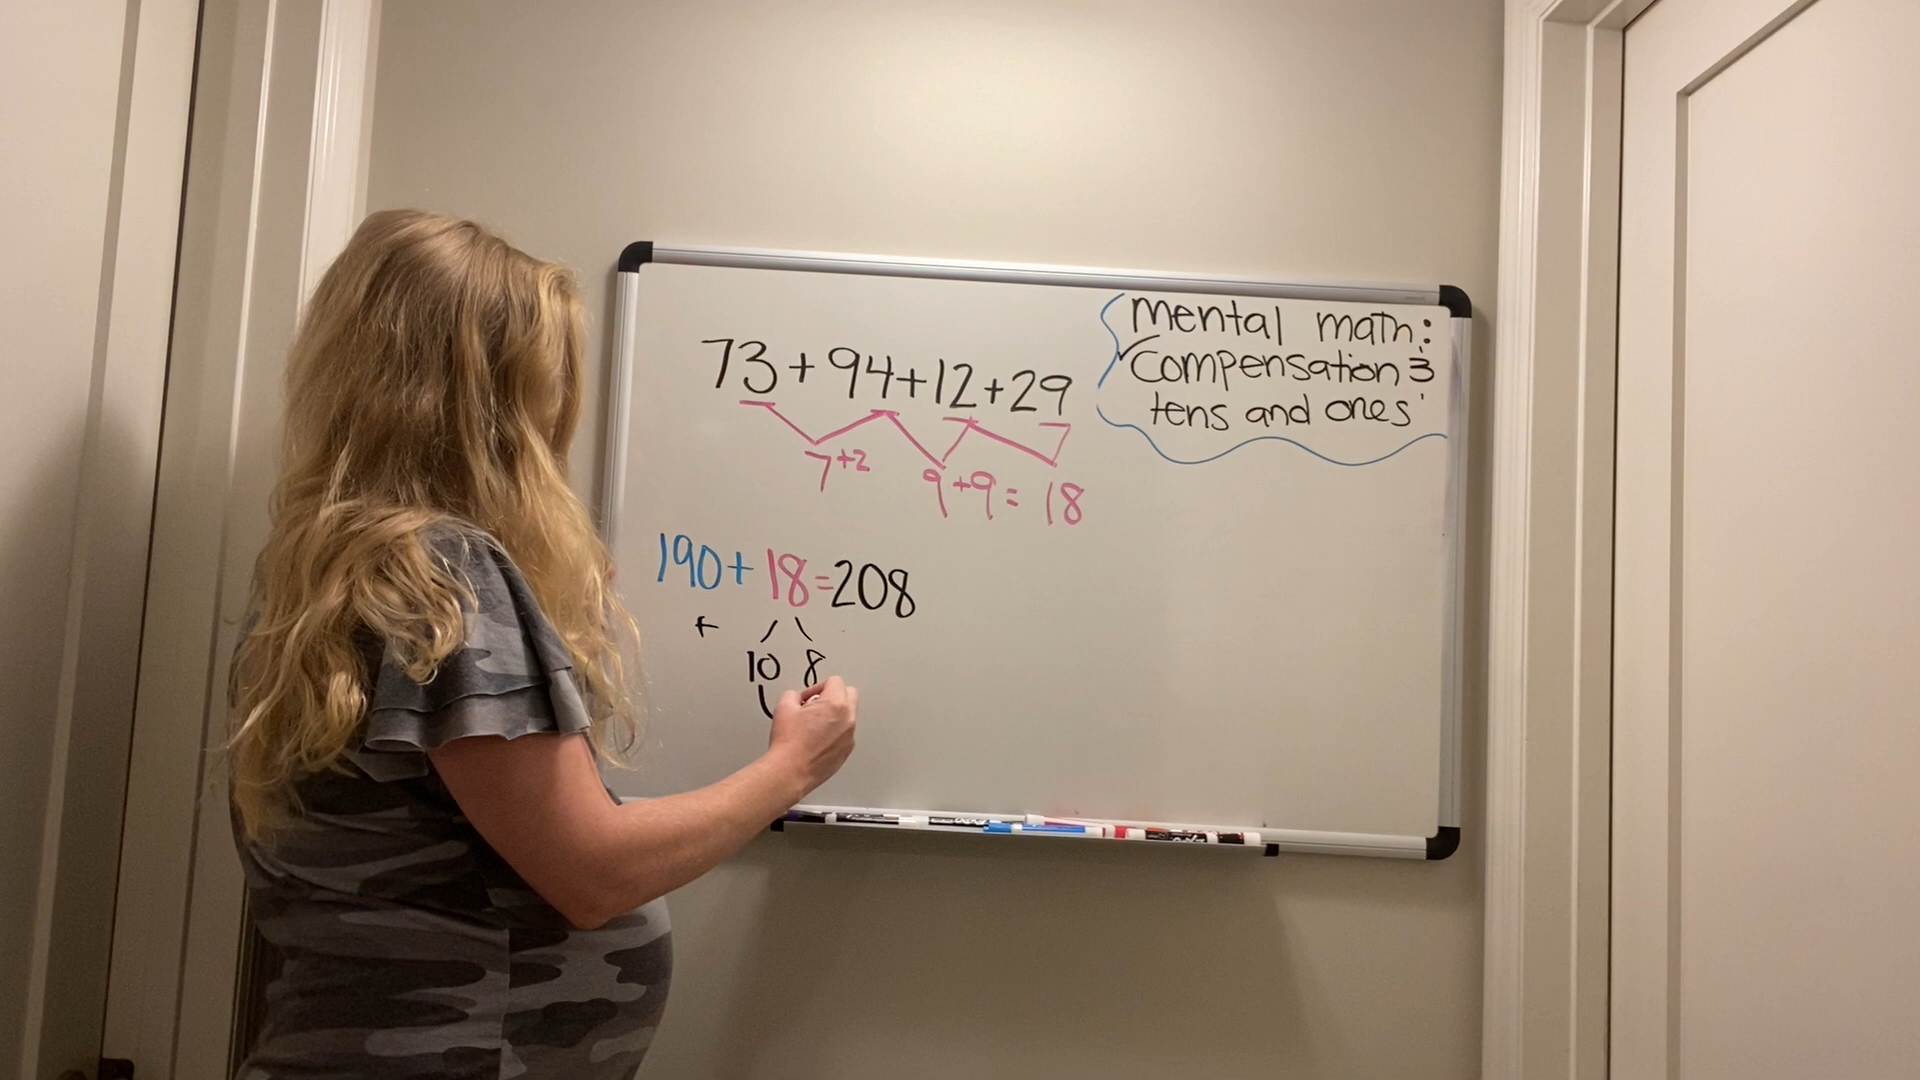 mental math:
✓compensation &
tens and ones
73+94+12+29
7+2
9+9=18
190+18=208
+
10 8